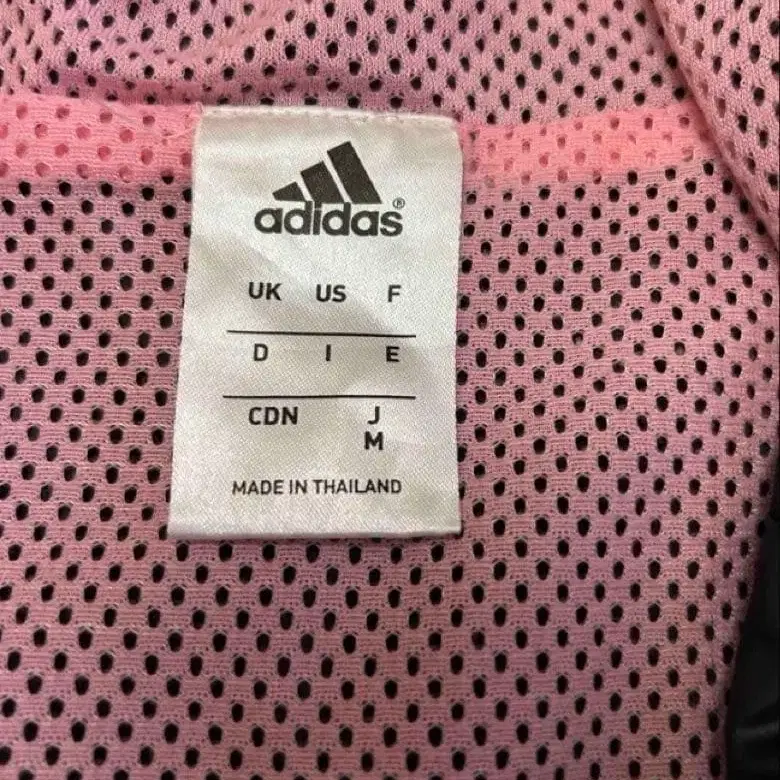 adidas®
UK US F
D I E
CDN J
M
MADE IN THAILAND